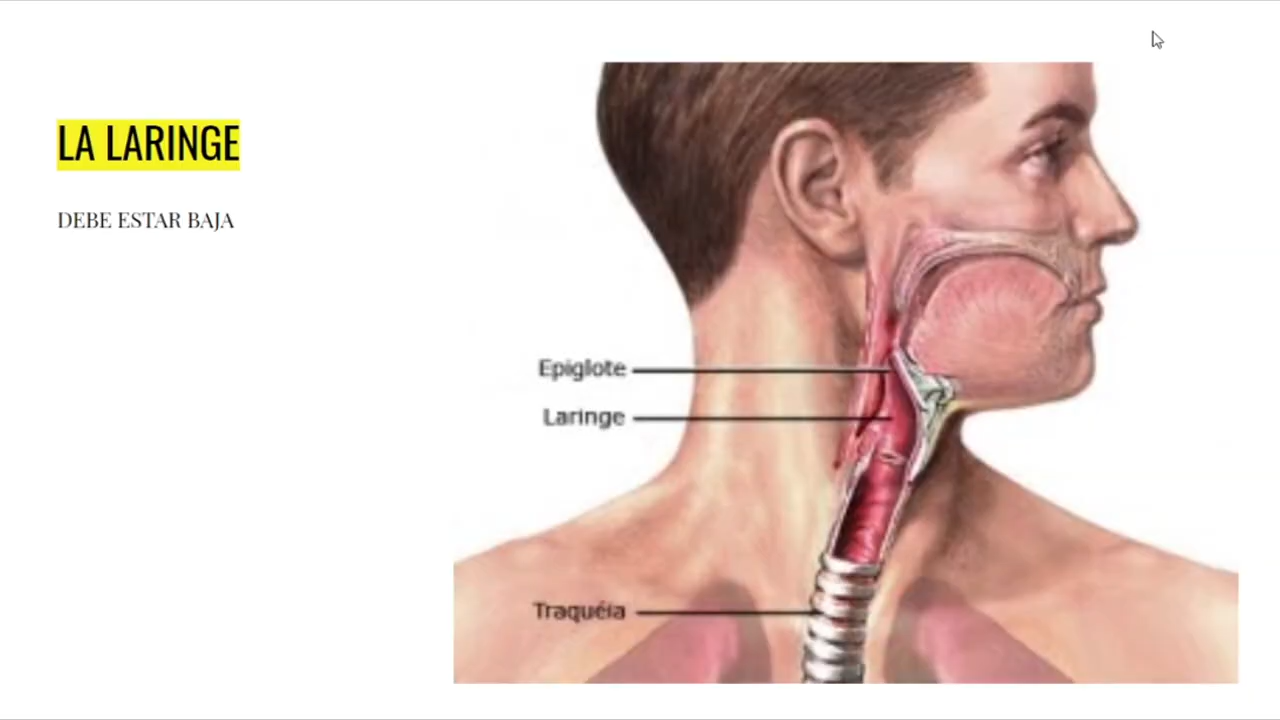 LA LARINGE
DEBE ESTAR BAJA
Epiglote
Laringe
Traquéia